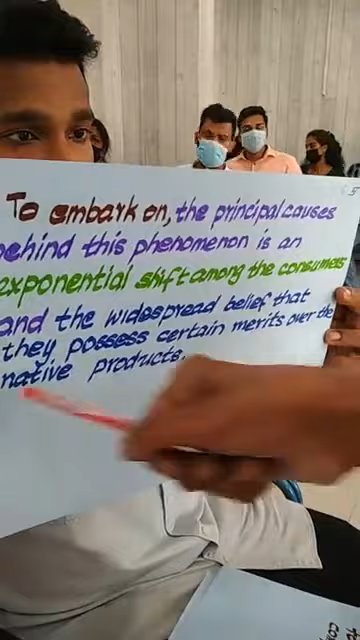 5
To embark on, the principal causes
behind this phenomenon is an
exponential shift among the consumers
and the widespread belief that
they possess certain merits over the
native products.